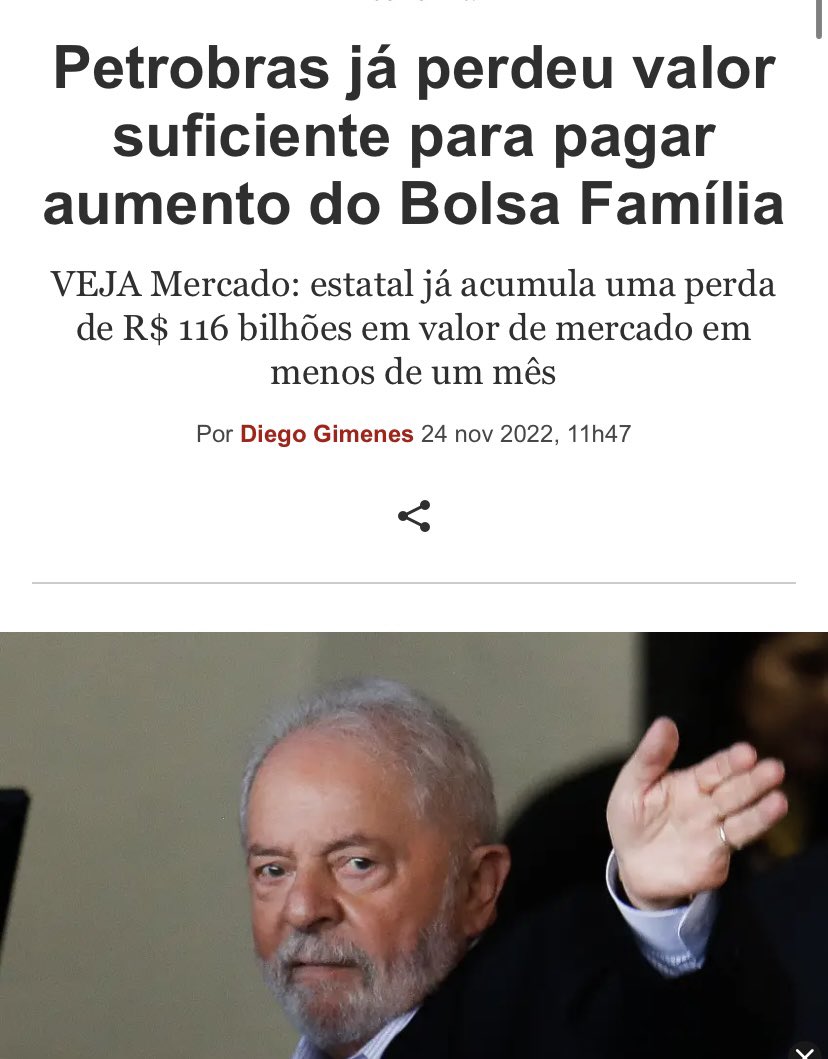 Petrobras já perdeu valor
suficiente para pagar
aumento do Bolsa Família
VEJA Mercado: estatal já acumula uma perda
de R$ 116 bilhões em valor de mercado em
menos de um mês
Por Diego Gimenes 24 nov 2022, 11h47